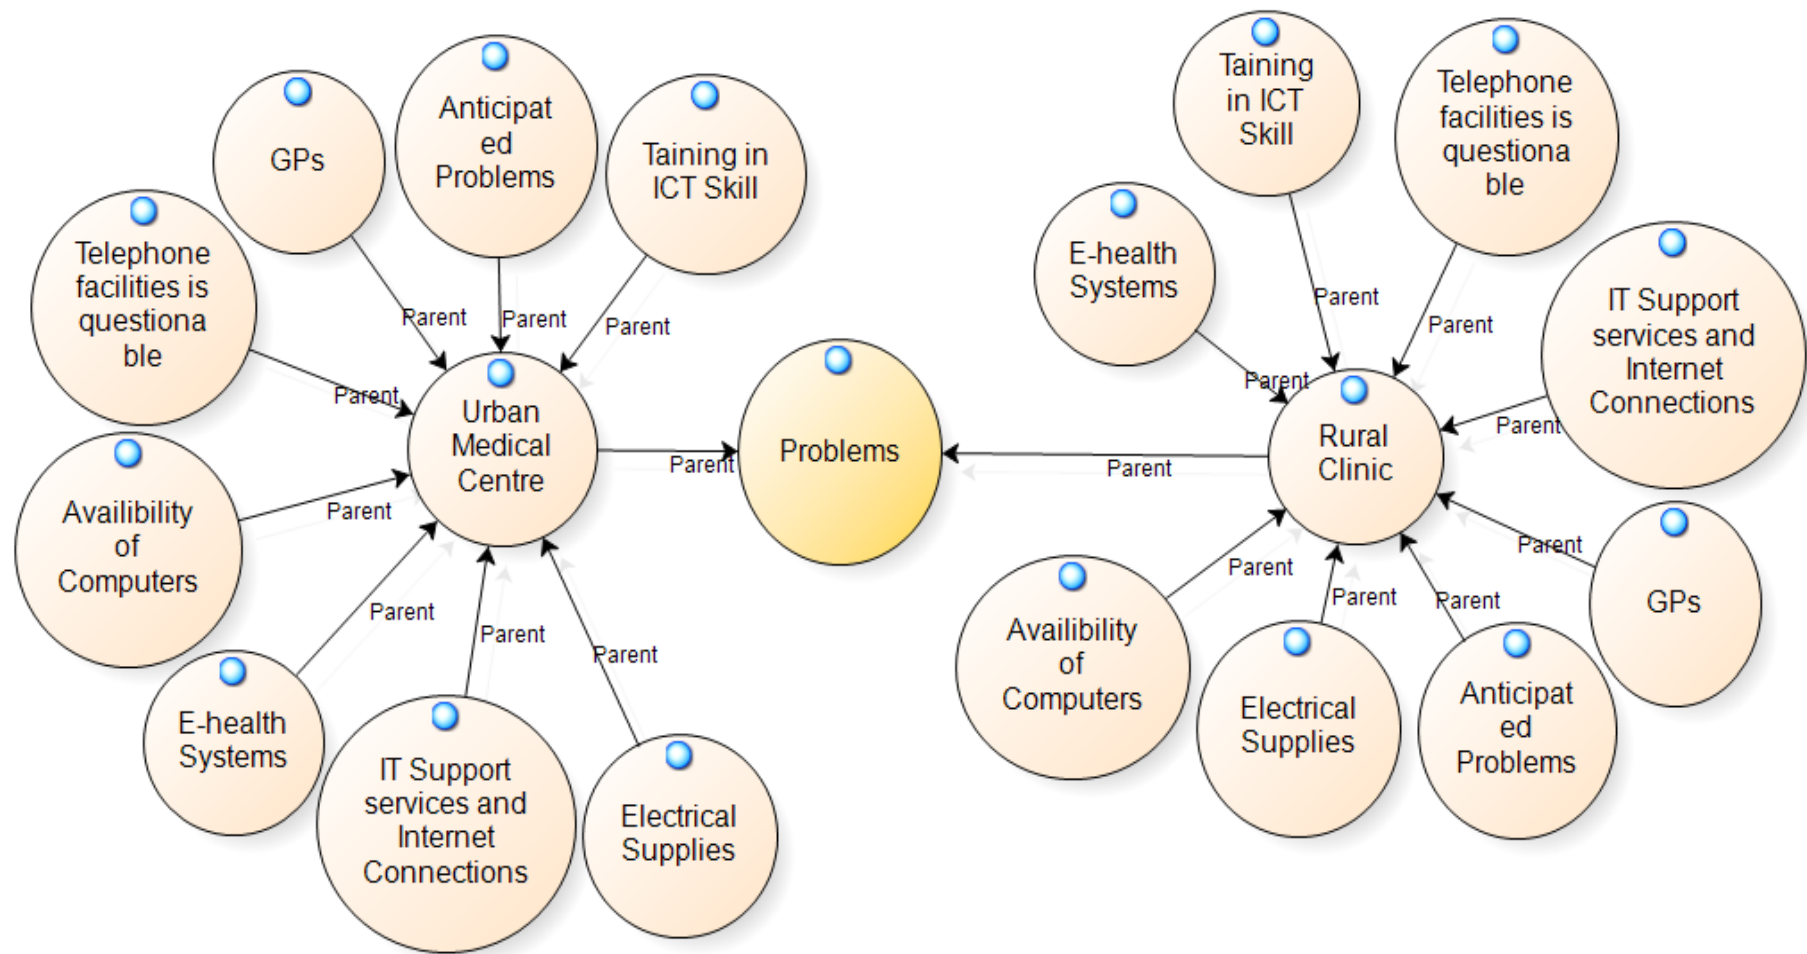 GPs
Anticipat
ed
Problems
Taining in
ICT Skill
Telephone
facilities is
questiona
ble
Parent
Parent
Parent
Parent
Urban
Medical
Centre
Availibility
of
Computers
Parent
E-health
Systems
Parent
IT Support
services and
Internet
Connections
Parent
Electrical
Supplies
Parent
Parent
Problems
Parent
Taining
in ICT
Skill
Telephone
facilities is
questiona
ble
E-health
Systems
Parent
Parent
Parent
IT Support
services and
Internet
Connections
Parent
Rural
Clinic
Parent
GPs
Availibility
of
Computers
Parent
Electrical
Supplies
Parent
Anticipat
ed
Problems
Parent